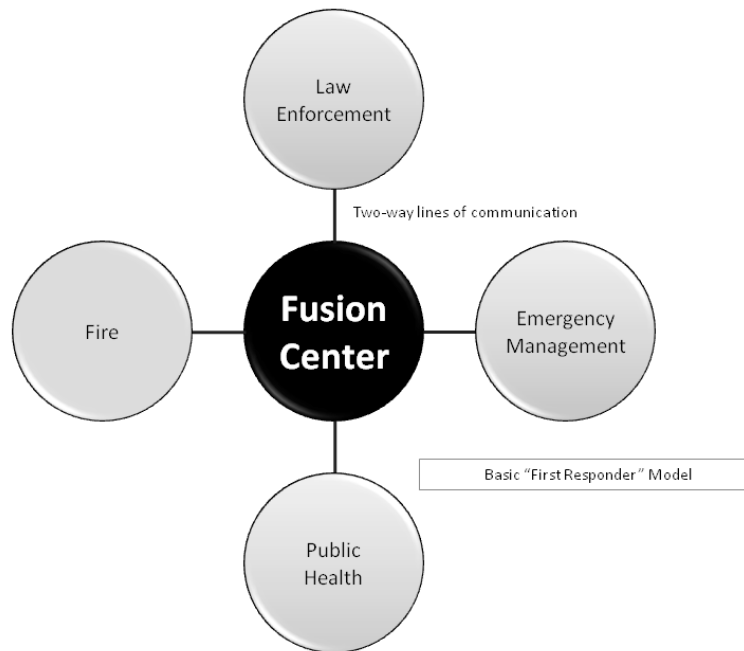 Law
Enforcement
Two-way lines of communication
Fire
Fusion
Center
Emergency
Management
Basic “First Responder” Model
Public
Health